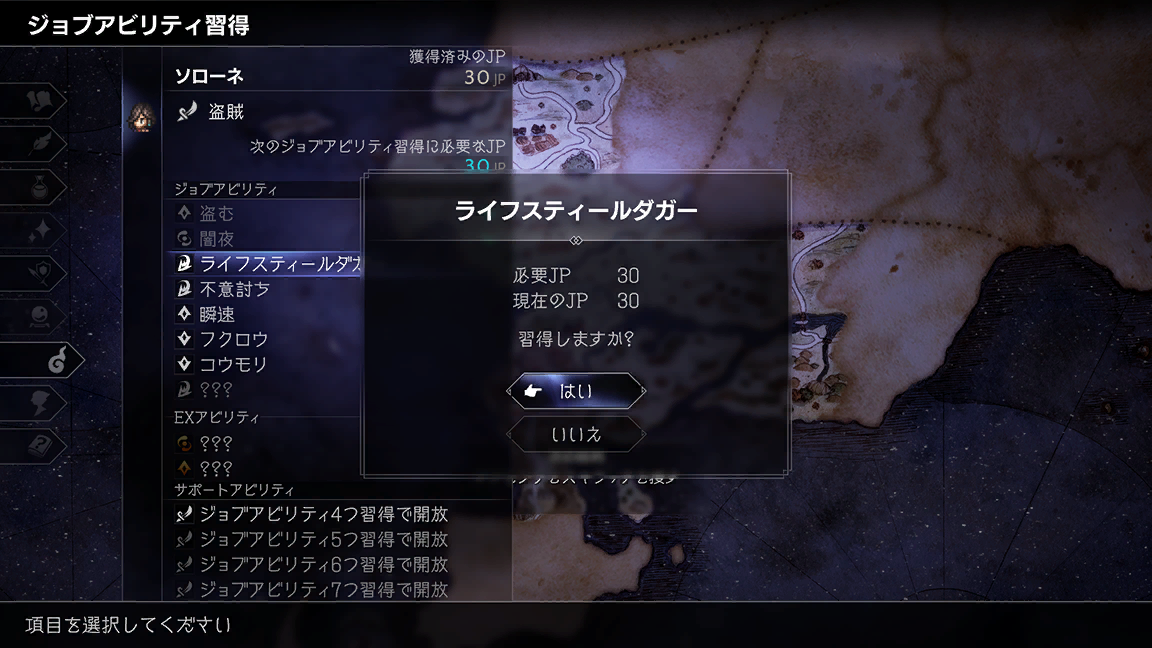 ジョブアビリティ習得
獲得済みのJP
ソローネ
30 JP
盗賊
次のジョブアビリティ習得に必要なJP
30 JP
ジョブアビリティ
盗む
闇夜
ライフスティールダガ
不意討ち
瞬速
フクロウ
コウモリ
???
EXアビリティ
???
???
サポートアビリティ
ジョブアビリティ4つ習得で開放
ジョブアビリティ5つ習得で開放
ジョブアビリティ6つ習得で開放
ジョブアビリティ7つ習得で開放
ライフスティールダガー
必要JP 30
現在のJP 30
習得しますか?
はい
いいえ
項目を選択してください